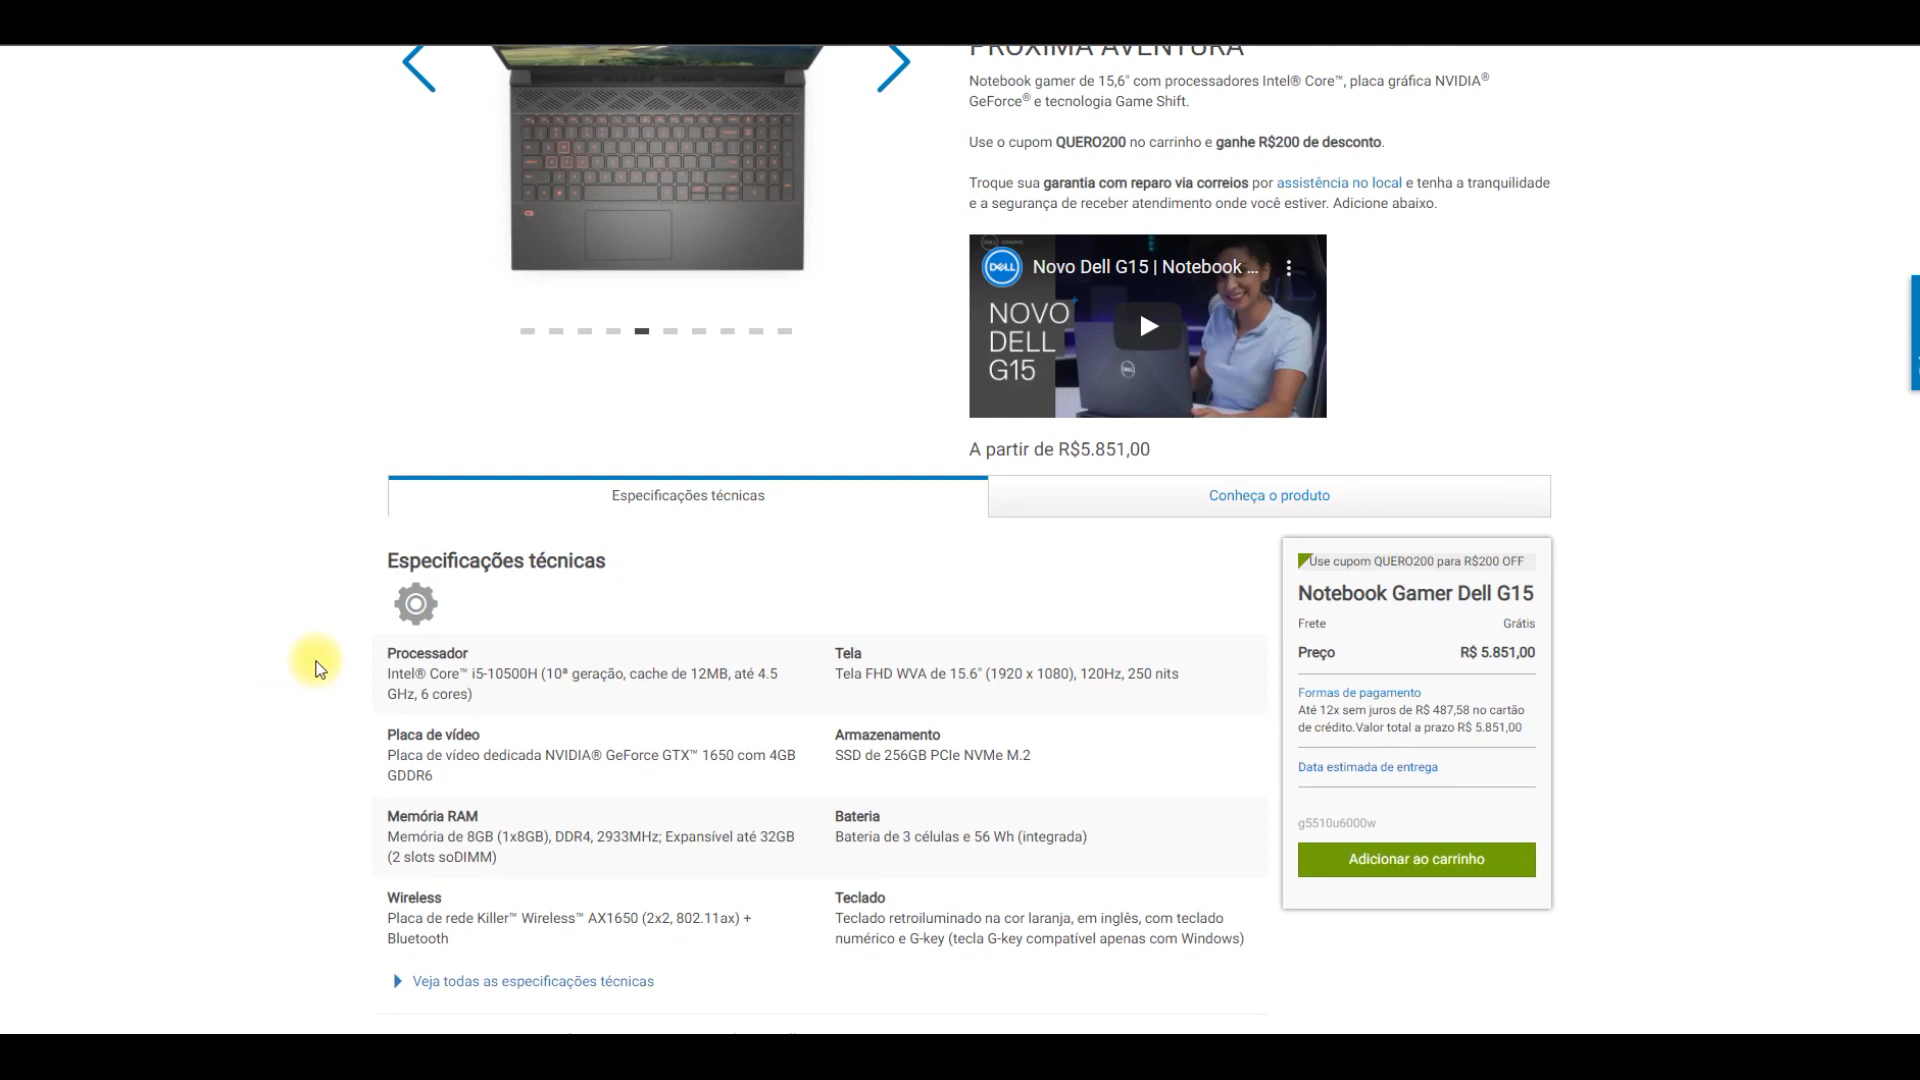 PRÓXIMA AVENTURA
Notebook gamer de 15,6" com processadores Intel® Core™, placa gráfica NVIDIA®
GeForce® e tecnologia Game Shift.
Use o cupom QUERO200 no carrinho e ganhe R$200 de desconto.
Troque sua garantia com reparo via correios por assistência no local e tenha a tranquilidade
e a segurança de receber atendimento onde você estiver. Adicione abaixo.
DELL
Novo Dell G15 | Notebook ...
NOVO
DELL
G15
A partir de R$5.851,00
Especificações técnicas
Conheça o produto
Especificações técnicas
Processador
Intel® Core™ i5-10500H (10ª geração, cache de 12MB, até 4.5
GHz, 6 cores)
Tela
Tela FHD WVA de 15.6" (1920 x 1080), 120Hz, 250 nits
Placa de vídeo
Placa de vídeo dedicada NVIDIA® GeForce GTX™ 1650 com 4GB
GDDR6
Armazenamento
SSD de 256GB PCIe NVMe M.2
Memória RAM
Memória de 8GB (1x8GB), DDR4, 2933MHz; Expansível até 32GB
(2 slots soDIMM)
Bateria
Bateria de 3 células e 56 Wh (integrada)
Wireless
Placa de rede Killer™ Wireless™ AX1650 (2x2, 802.11ax) +
Bluetooth
Teclado
Teclado retroiluminado na cor laranja, em inglês, com teclado
numérico e G-key (tecla G-key compatível apenas com Windows)
Veja todas as especificações técnicas
Use cupom QUERO200 para R$200 OFF
Notebook Gamer Dell G15
Frete Grátis
Preço R$ 5.851,00
Formas de pagamento
Até 12x sem juros de R$ 487,58 no cartão
de crédito.Valor total a prazo R$ 5.851,00
Data estimada de entrega
g5510u6000w
Adicionar ao carrinho